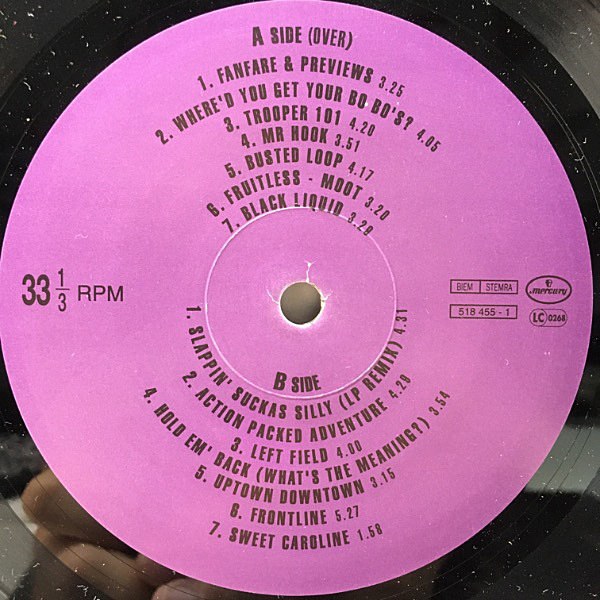 A SIDE (OVER)
1. FANFARE & PREVIEWS 3.25
2. WHERE'D YOU GET YOUR BO BO'S? 4.05
3. TROOPER 101 4.20
4. MR HOOK 3.51
5. BUSTED LOOP 4.17
6. FRUITLESS - MOOT 3.20
7. BLACK LIQUID 3.29
33 1/3 RPM
BIEM STEMRA
mercury
518 455 - 1
LC 0268
B SIDE
1. SLAPPIN' SUCKAS SILLY (LP REMIX) 4.31
2. ACTION PACKED ADVENTURE 4.28
3. LEFT FIELD 4.00
4. HOLD EM' BACK (WHAT'S THE MEANING?) 3.54
5. UPTOWN DOWNTOWN 3.15
6. FRONTLINE 5.27
7. SWEET CAROLINE 1.58